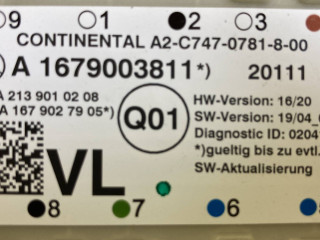 9 1 2 3
CONTINENTAL A2-C747-0781-8-00
A 1679003811*) 20111
A 213 901 02 08
A 167 902 79 05*)
Q01
HW-Version: 16/20
SW-Version: 19/04
Diagnostic ID: 0204
*)gueltig bis zu evtl.
SW-Aktualisierung
VL
8 7 6